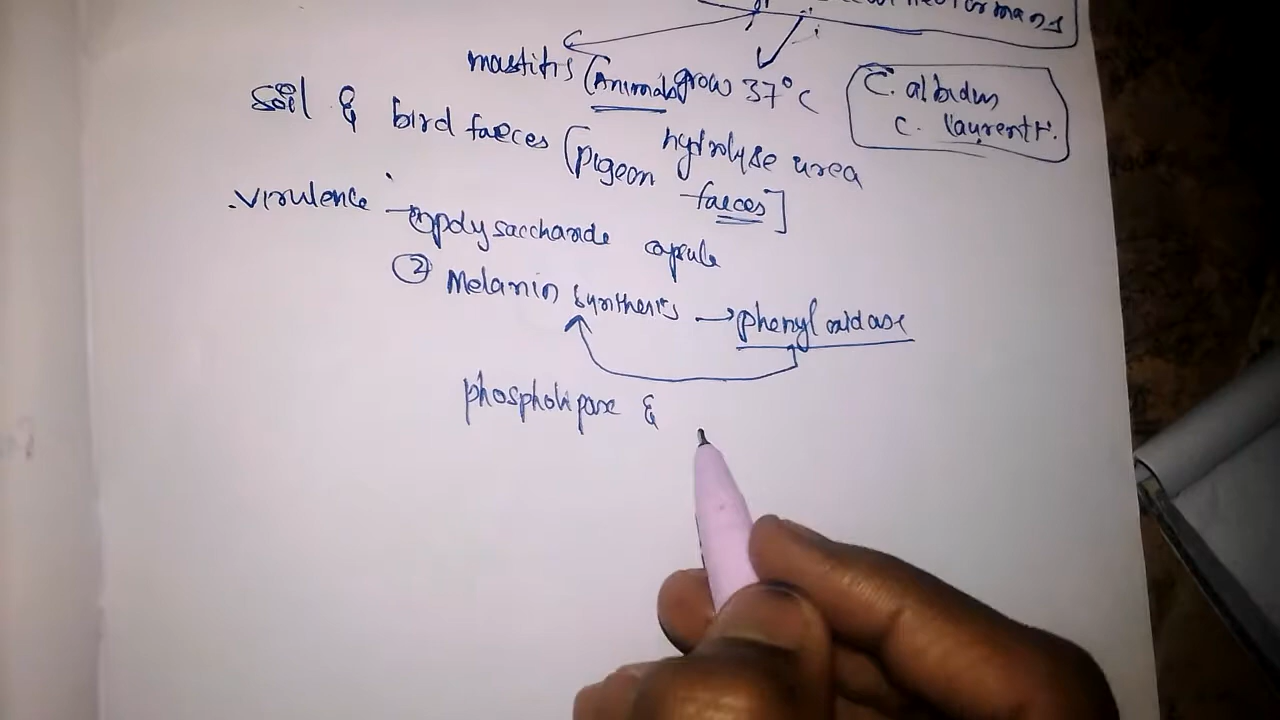 mastitis (Animals grow 37°C
C. albidus
C. laurentii.
Soil & bird faeces (pigeon faeces]
hydrolyse urea
virulence - ① polysaccharide capsule
② Melanin synthesis → phenyl oxidase
phospholipase &